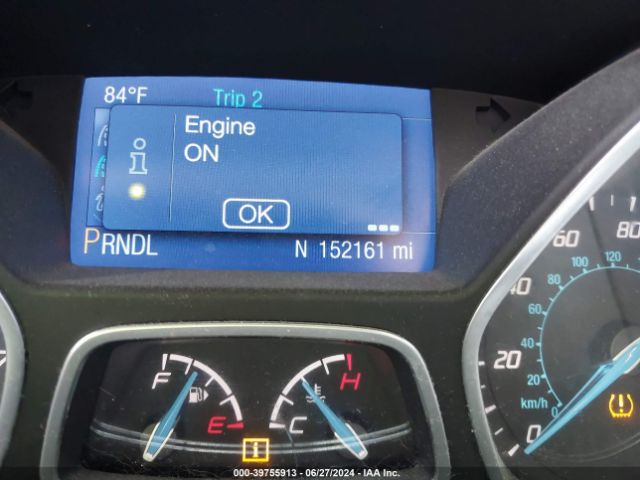 84°F Trip 2
Engine
ON
OK
PRNDL N 152161 mi
F E
C H
0 20 40 60 80
km/h 0 20 40 60 80 100 120
000-39755913 - 06/27/2024 - IAA Inc.